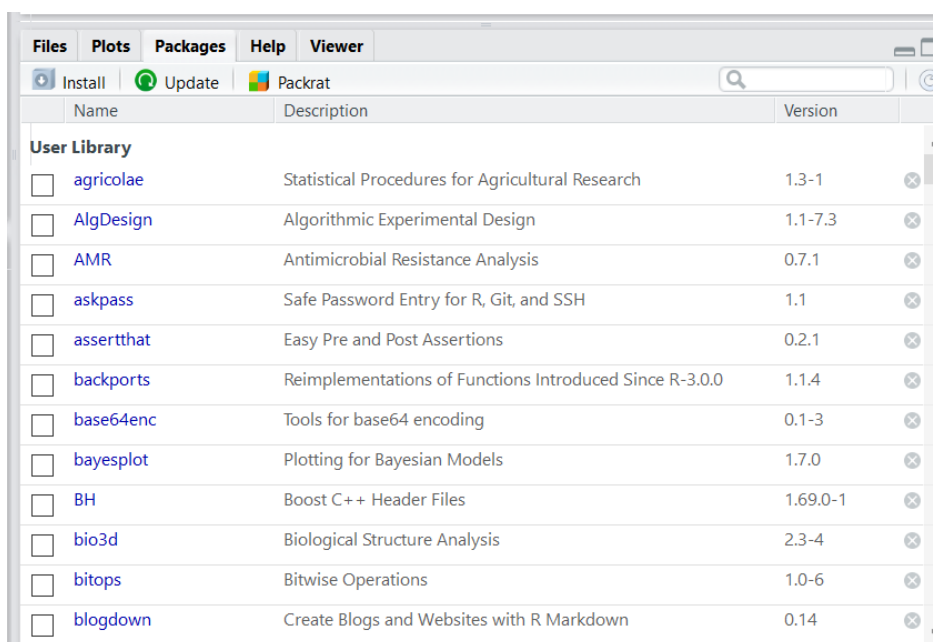 Files Plots Packages Help Viewer
Install Update Packrat
Name Description Version
User Library
agricolae Statistical Procedures for Agricultural Research 1.3-1
AlgDesign Algorithmic Experimental Design 1.1-7.3
AMR Antimicrobial Resistance Analysis 0.7.1
askpass Safe Password Entry for R, Git, and SSH 1.1
assertthat Easy Pre and Post Assertions 0.2.1
backports Reimplementations of Functions Introduced Since R-3.0.0 1.1.4
base64enc Tools for base64 encoding 0.1-3
bayesplot Plotting for Bayesian Models 1.7.0
BH Boost C++ Header Files 1.69.0-1
bio3d Biological Structure Analysis 2.3-4
bitops Bitwise Operations 1.0-6
blogdown Create Blogs and Websites with R Markdown 0.14